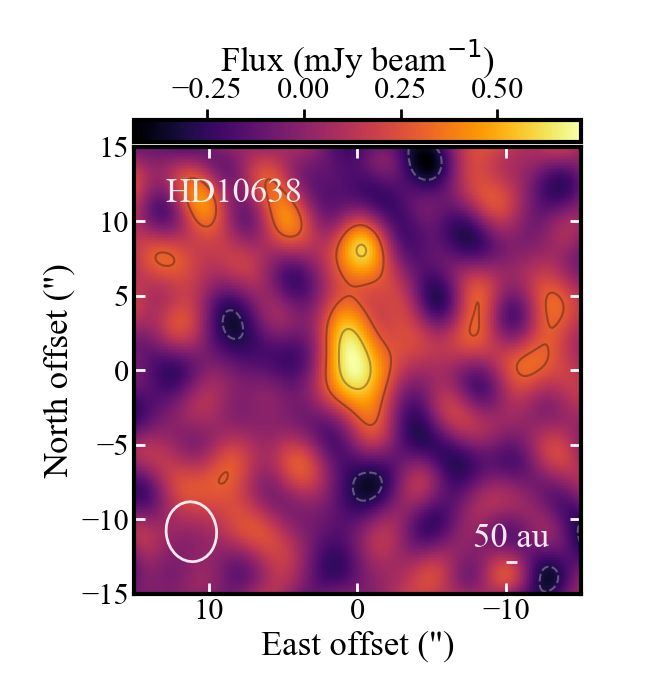 Flux (mJy beam⁻¹)
−0.25 0.00 0.25 0.50
HD10638
15
10
5
0
−5
−10
−15
North offset (")
50 au
10 0 −10
East offset (")